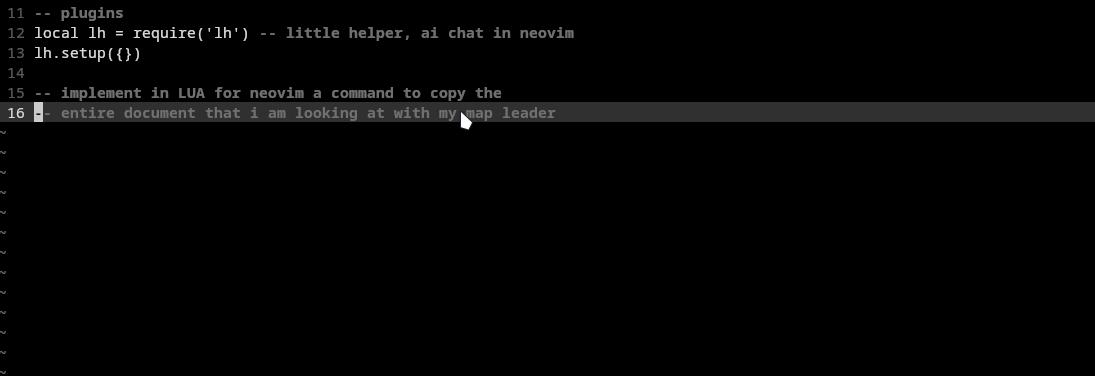 11 -- plugins
12 local lh = require('lh') -- little helper, ai chat in neovim
13 lh.setup({})
14
15 -- implement in LUA for neovim a command to copy the
16 -- entire document that i am looking at with my map leader
~
~
~
~
~
~
~
~
~
~
~
~
~